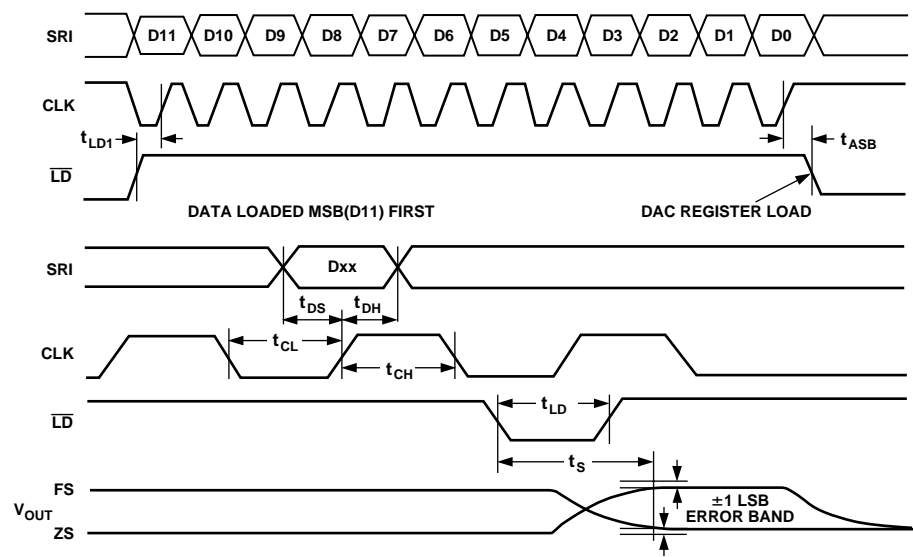 SRI D11 D10 D9 D8 D7 D6 D5 D4 D3 D2 D1 D0
CLK
tLD1
tASB
LD
DATA LOADED MSB(D11) FIRST
DAC REGISTER LOAD
SRI
Dxx
tDS tDH
tCL
CLK
tCH
LD
tLD
tS
FS
VOUT
±1 LSB
ERROR BAND
ZS